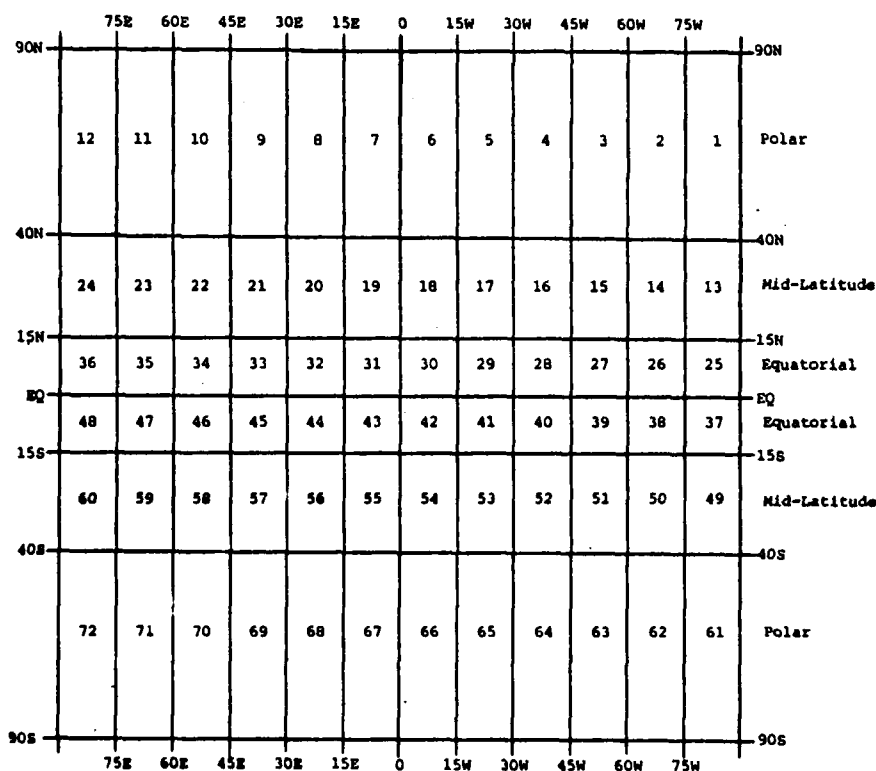 75E 60E 45E 30E 15E 0 15W 30W 45W 60W 75W
90N 90N
12 11 10 9 8 7 6 5 4 3 2 1 Polar
40N 40N
24 23 22 21 20 19 18 17 16 15 14 13 Mid-Latitude
15N 15N
36 35 34 33 32 31 30 29 28 27 26 25 Equatorial
EQ EQ
48 47 46 45 44 43 42 41 40 39 38 37 Equatorial
15S 15S
60 59 58 57 56 55 54 53 52 51 50 49 Mid-Latitude
40S 40S
72 71 70 69 68 67 66 65 64 63 62 61 Polar
90S 90S
75E 60E 45E 30E 15E 0 15W 30W 45W 60W 75W